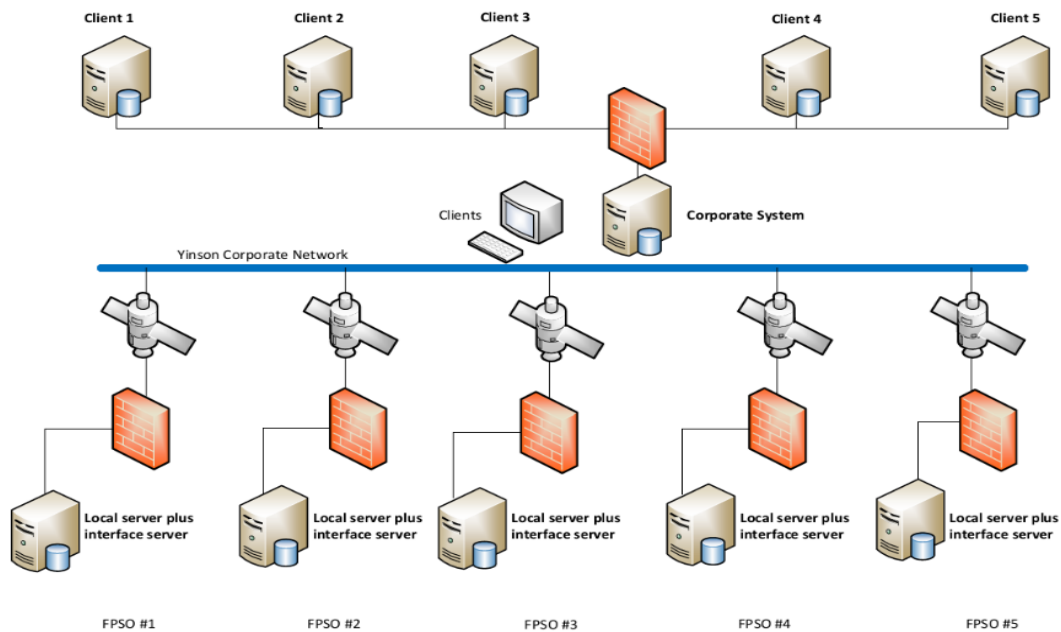 Client 1
Client 2
Client 3
Client 4
Client 5
Clients
Corporate System
Yinson Corporate Network
Local server plus
interface server
Local server plus
interface server
Local server plus
interface server
Local server plus
interface server
Local server plus
interface server
FPSO #1
FPSO #2
FPSO #3
FPSO #4
FPSO #5